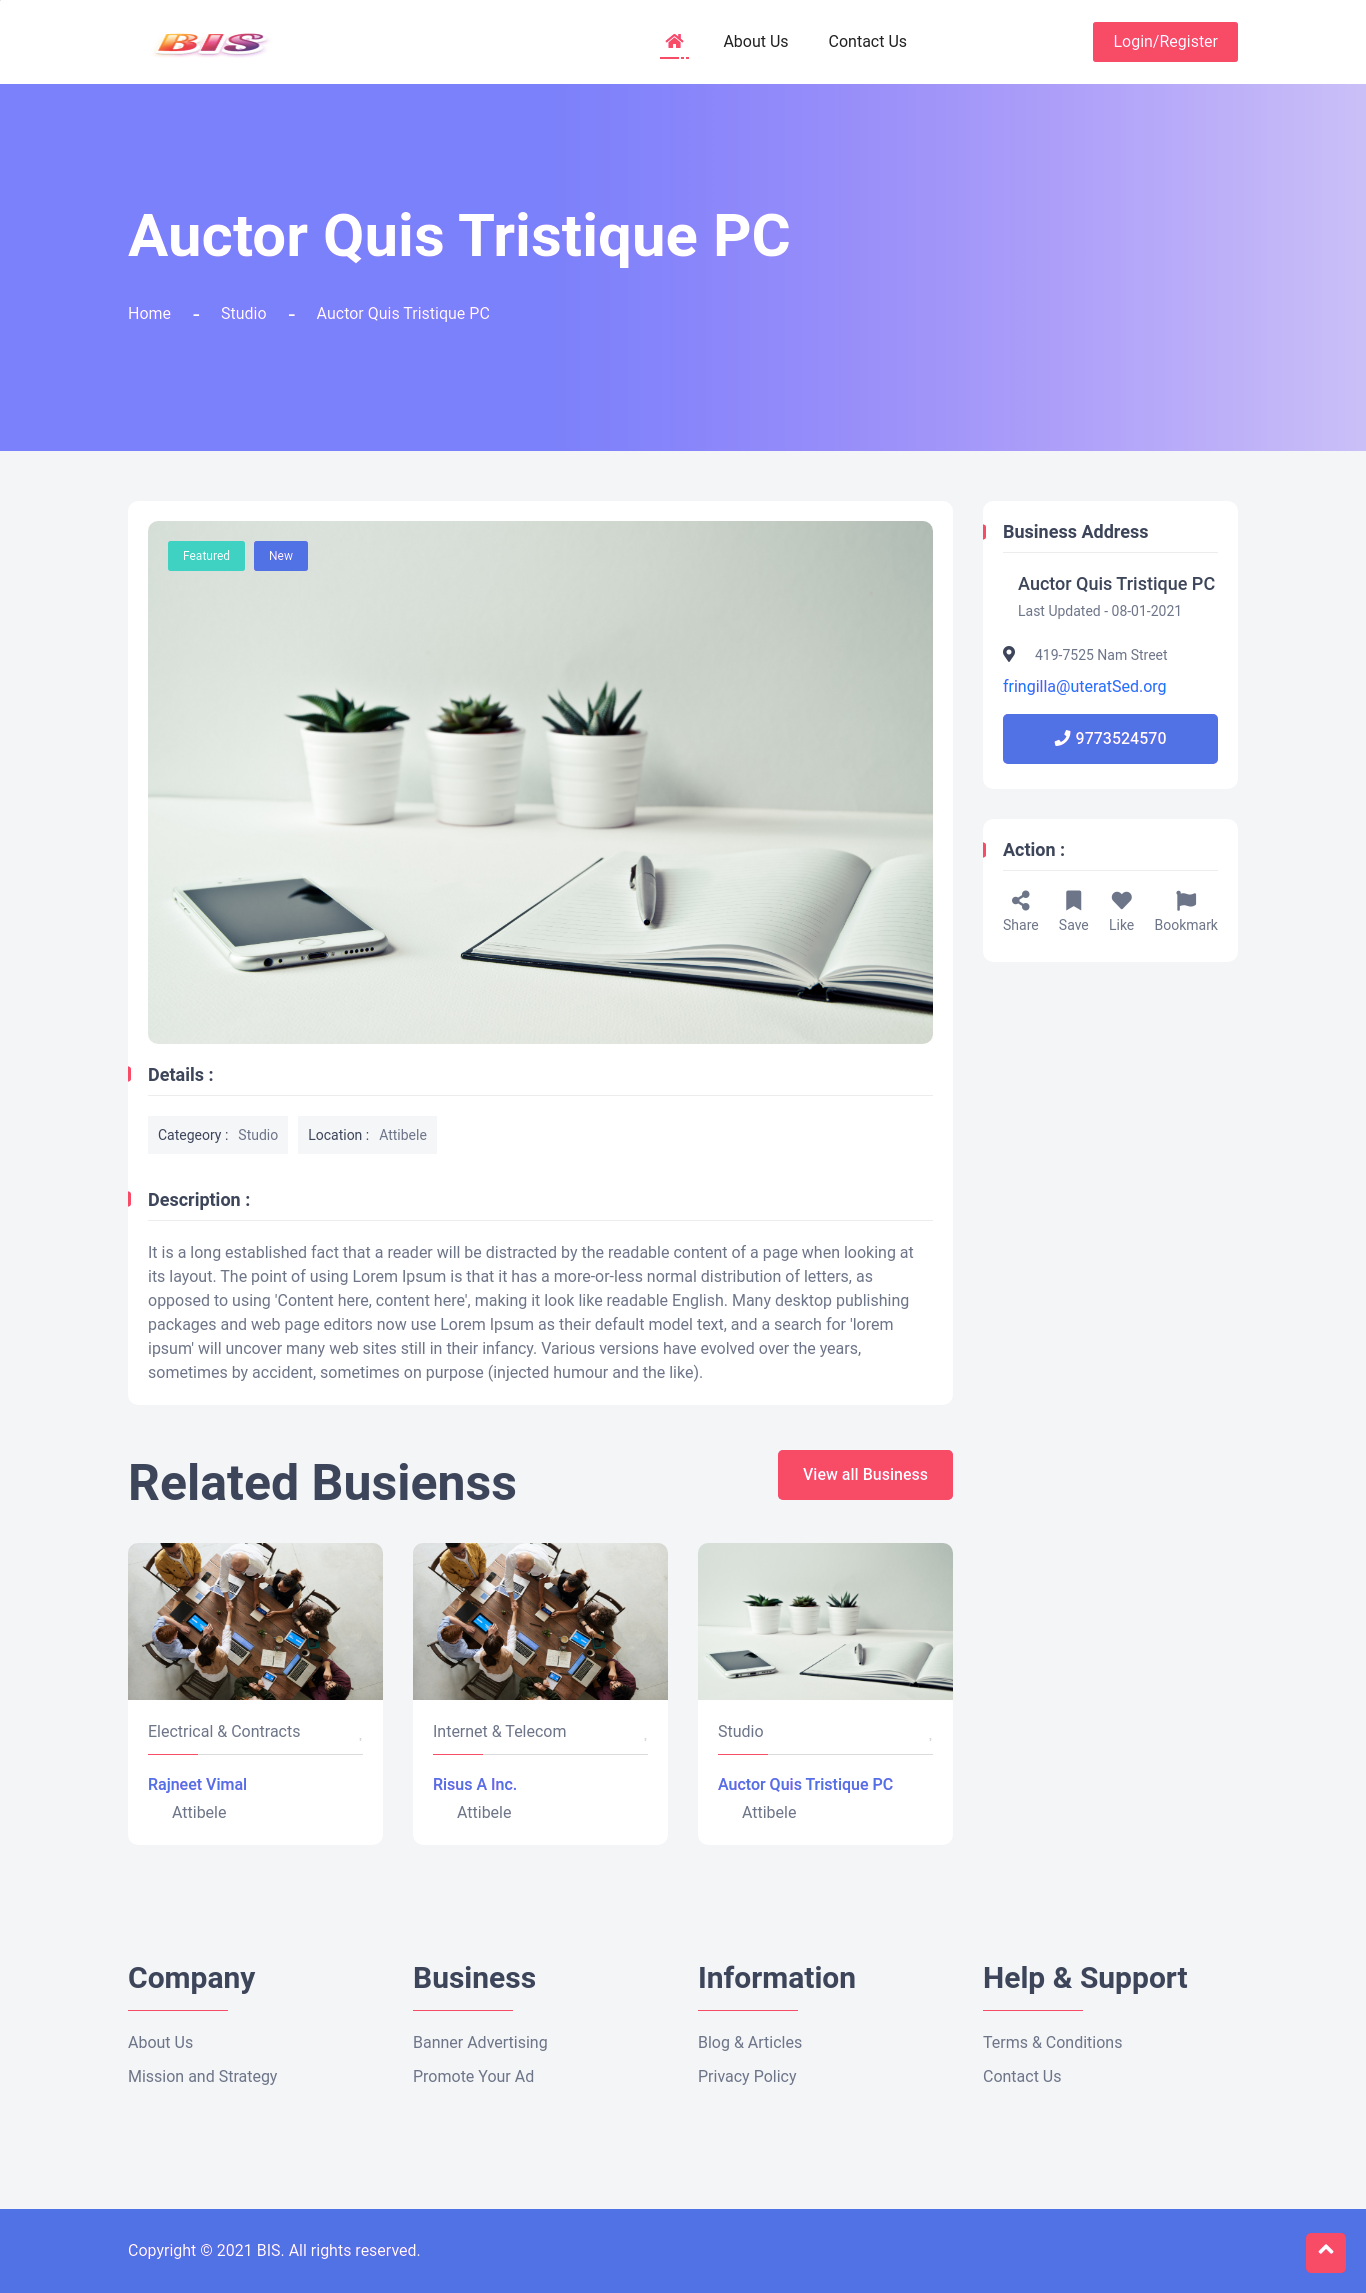 BIS
About Us
Contact Us
Login/Register
Auctor Quis Tristique PC
Home - Studio - Auctor Quis Tristique PC
Featured
New
Details :
Categeory : Studio
Location : Attibele
Description :
It is a long established fact that a reader will be distracted by the readable content of a page when looking at
its layout. The point of using Lorem Ipsum is that it has a more-or-less normal distribution of letters, as
opposed to using 'Content here, content here', making it look like readable English. Many desktop publishing
packages and web page editors now use Lorem Ipsum as their default model text, and a search for 'lorem
ipsum' will uncover many web sites still in their infancy. Various versions have evolved over the years,
sometimes by accident, sometimes on purpose (injected humour and the like).
Business Address
Auctor Quis Tristique PC
Last Updated - 08-01-2021
419-7525 Nam Street
fringilla@uteratSed.org
9773524570
Action :
Share
Save
Like
Bookmark
Related Busienss
View all Business
Electrical & Contracts ,
Rajneet Vimal
Attibele
Internet & Telecom ,
Risus A Inc.
Attibele
Studio ,
Auctor Quis Tristique PC
Attibele
Company
About Us
Mission and Strategy
Business
Banner Advertising
Promote Your Ad
Information
Blog & Articles
Privacy Policy
Help & Support
Terms & Conditions
Contact Us
Copyright © 2021 BIS. All rights reserved.